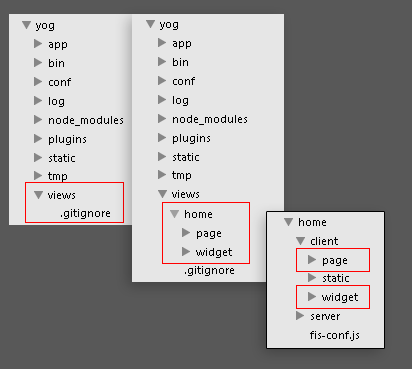 yog
app
bin
conf
log
node_modules
plugins
static
tmp
views
.gitignore
yog
app
bin
conf
log
node_modules
plugins
static
tmp
views
home
page
widget
.gitignore
home
client
page
static
widget
server
fis-conf.js